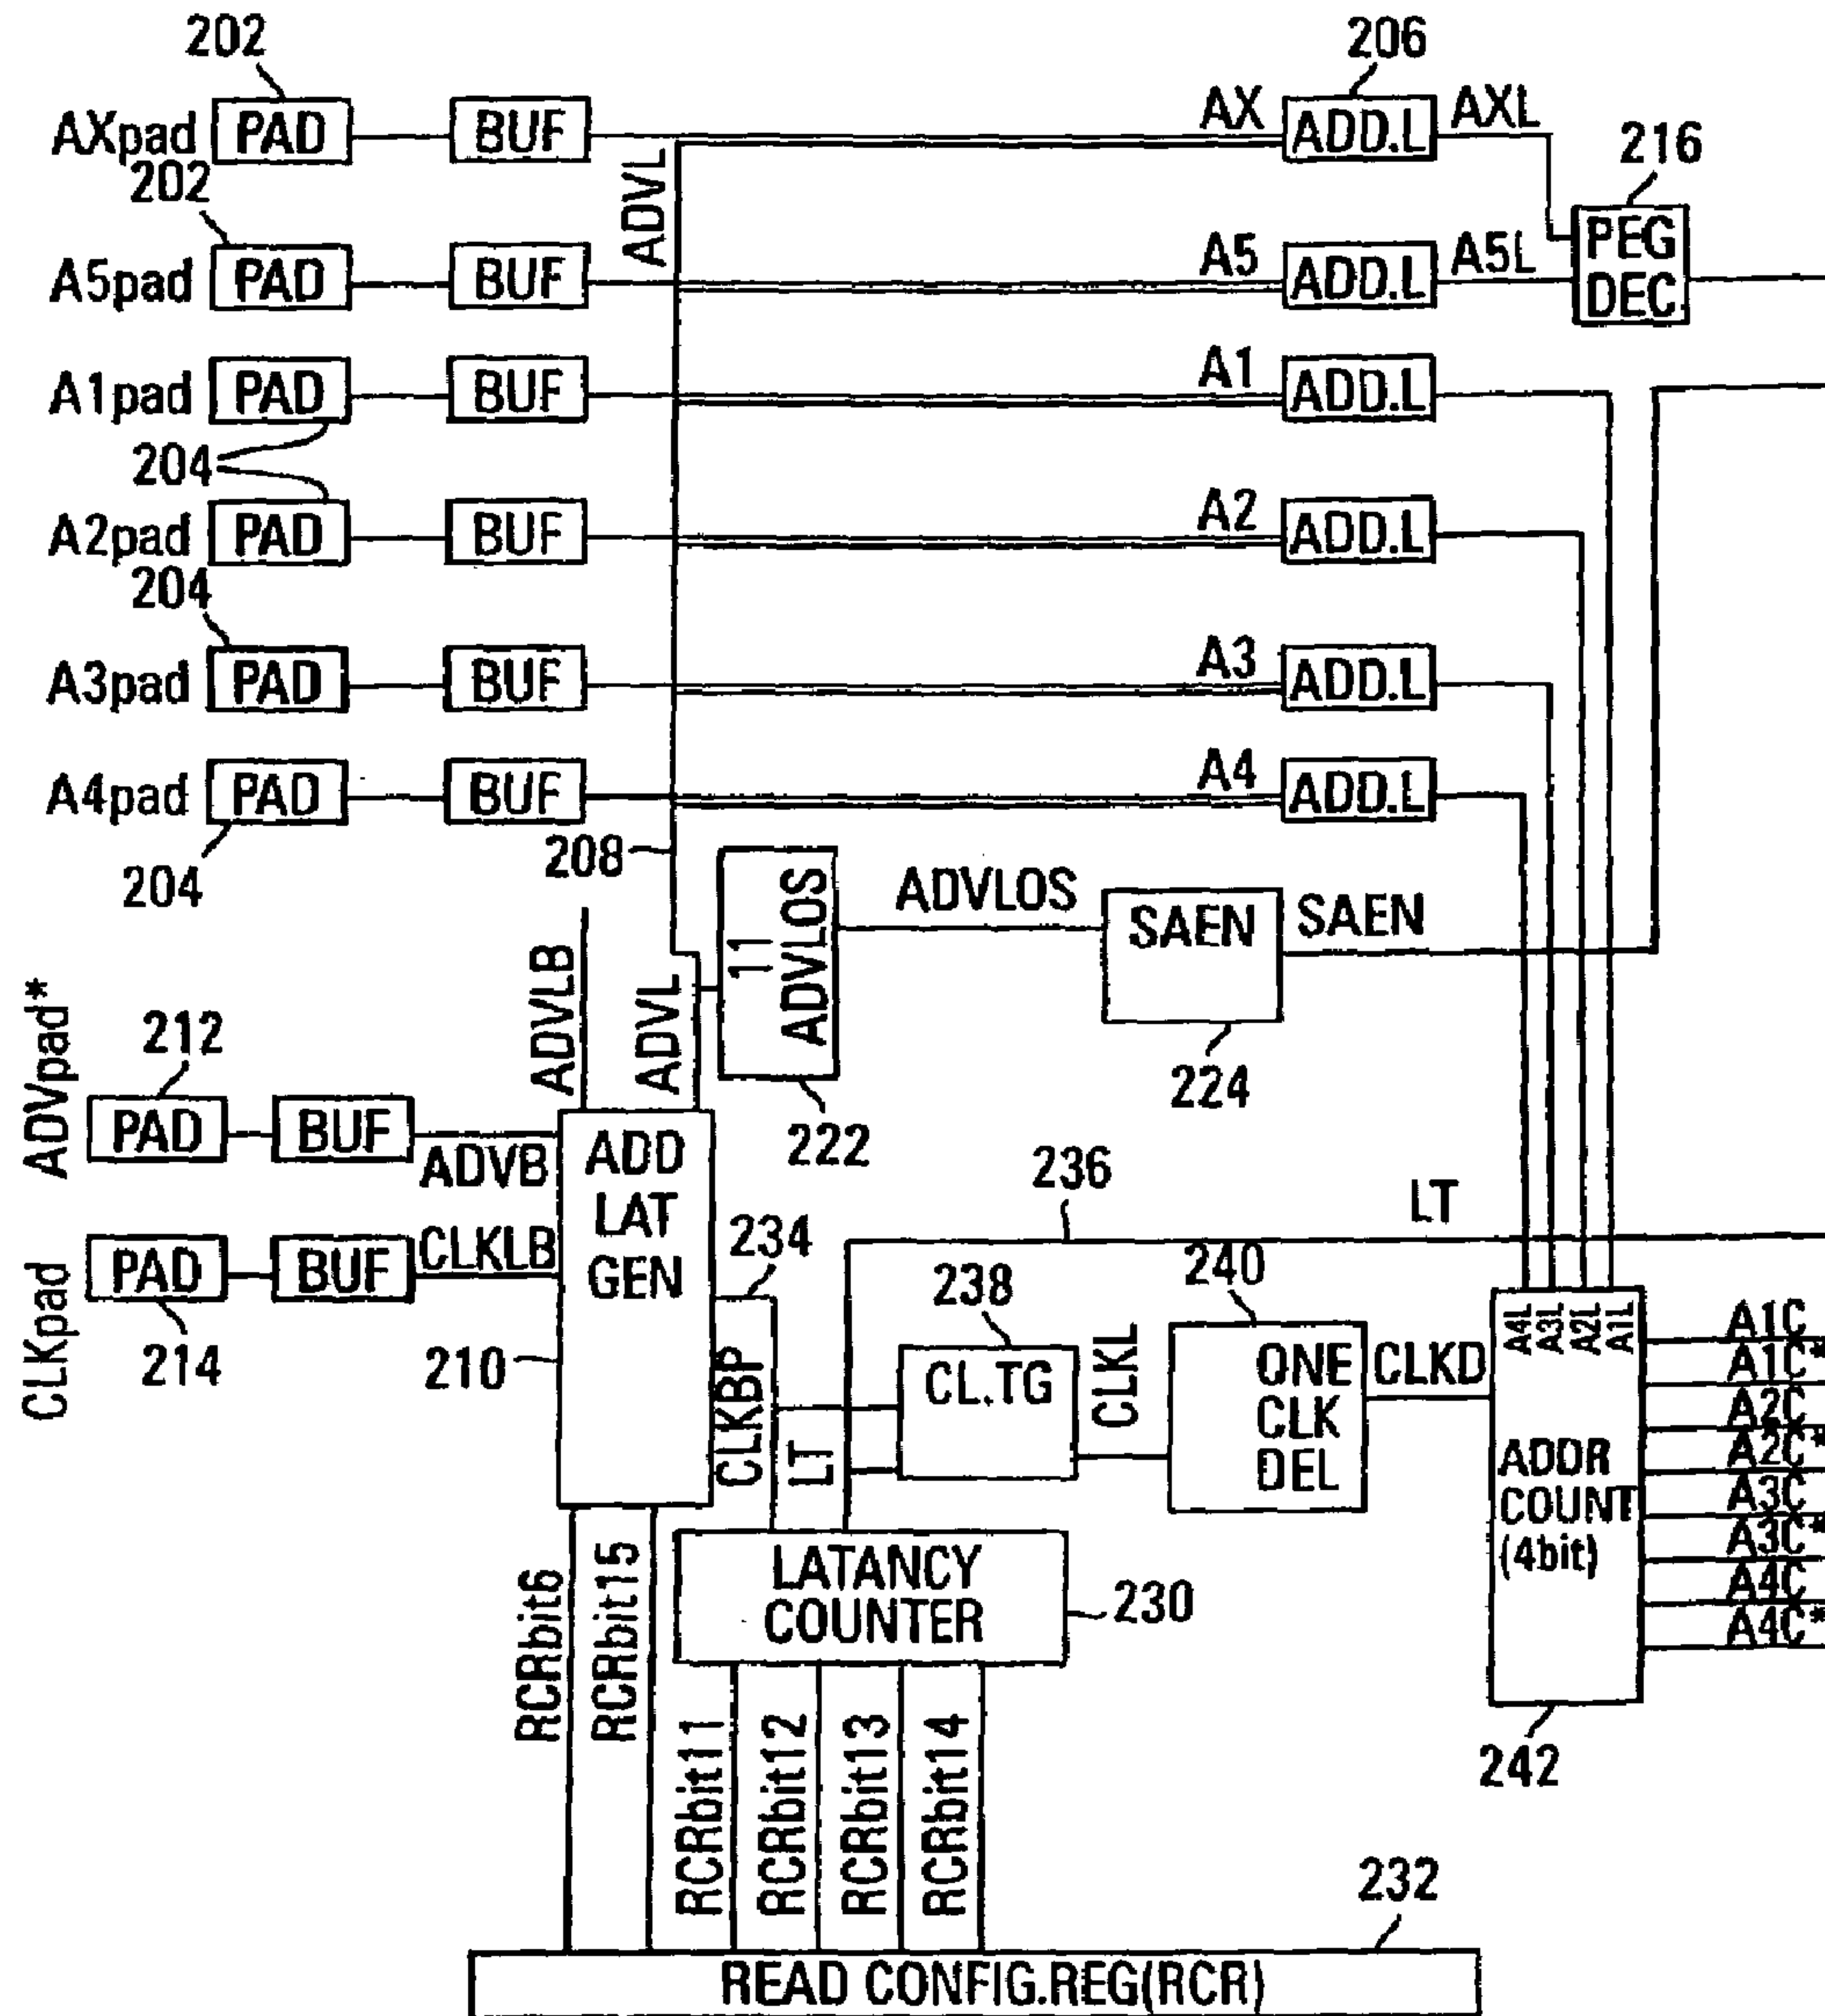 202
206
AXpad PAD BUF AX ADD.L AXL
202
ADVL
216
A5pad PAD BUF A5 ADD.L A5L
PEG
DEC
A1pad PAD BUF A1 ADD.L
204
A2pad PAD BUF A2 ADD.L
204
A3pad PAD BUF A3 ADD.L
A4pad PAD BUF A4 ADD.L
204
208
11
ADVLOS
ADVLOS
SAEN
SAEN
224
222
ADVLB
ADVL
ADVpad*
212
PAD BUF ADVB
CLKpad
PAD BUF CLKLB
214
ADD
LAT
GEN
210
234
236
LT
CLKBP
LT
238
CL.TG
CLKL
240
ONE
CLK
DEL
CLKD
A4L
A3L
A2L
A1L
ADDR
COUNT
(4bit)
A1C
A1C*
A2C
A2C*
A3C
A3C*
A4C
A4C*
242
LATANCY
COUNTER
230
RCRbit6
RCRbit15
RCRbit11
RCRbit12
RCRbit13
RCRbit14
232
READ CONFIG.REG(RCR)